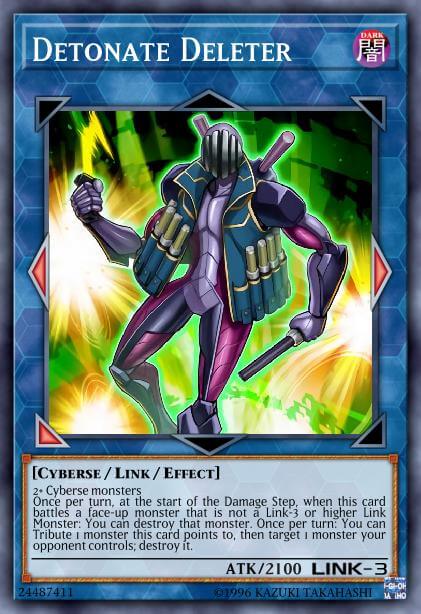 DETONATE DELETER
DARK
闇
[CYBERSE / LINK / EFFECT]
2+ Cyberse monsters
Once per turn, at the start of the Damage Step, when this card
battles a face-up monster that is not a Link-3 or higher Link
Monster: You can destroy that monster. Once per turn: You can
Tribute 1 monster this card points to, then target 1 monster your
opponent controls; destroy it.
ATK/2100 LINK-3
24487411 ©1996 KAZUKI TAKAHASHI